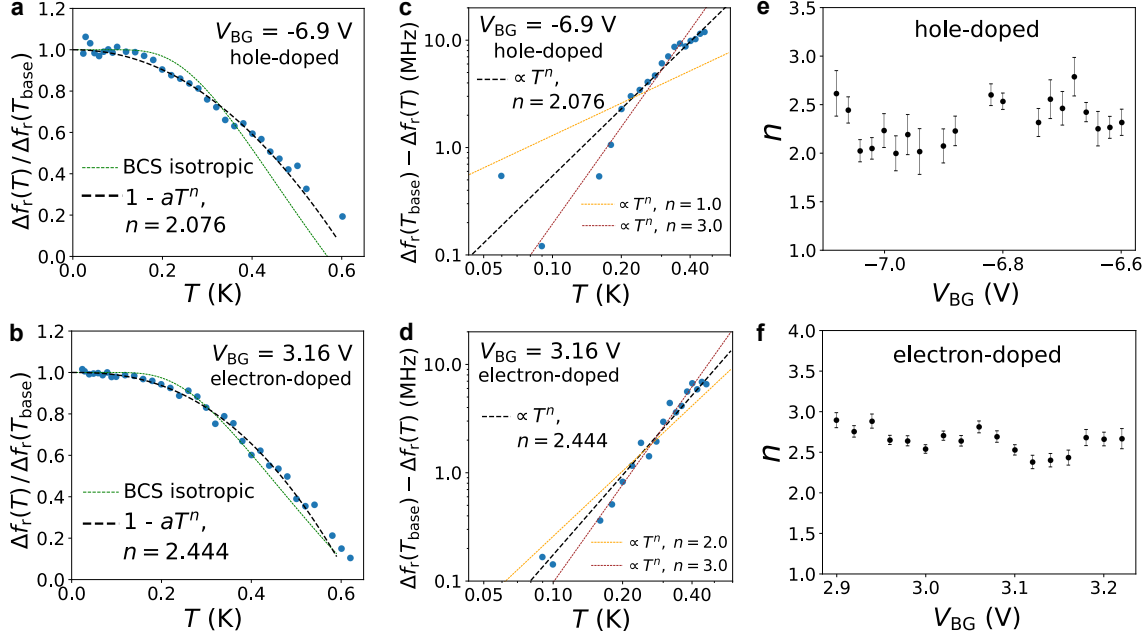 a
Δf_r(T) / Δf_r(T_base)
1.2
1.0
0.8
0.6
0.4
0.2
0.0
V_BG = -6.9 V
hole-doped
BCS isotropic
1 - aT^n,
n = 2.076
0.0
0.2
0.4
0.6
T (K)
c
Δf_r(T_base) − Δf_r(T) (MHz)
10.0
1.0
0.1
V_BG = -6.9 V
hole-doped
∝ T^n,
n = 2.076
∝ T^n, n = 1.0
∝ T^n, n = 3.0
0.05
0.10
0.20
0.40
T (K)
e
n
3.5
3.0
2.5
2.0
1.5
1.0
hole-doped
−7.0
−6.8
−6.6
V_BG (V)
b
Δf_r(T) / Δf_r(T_base)
1.2
1.0
0.8
0.6
0.4
0.2
0.0
V_BG = 3.16 V
electron-doped
BCS isotropic
1 - aT^n,
n = 2.444
0.0
0.2
0.4
0.6
T (K)
d
Δf_r(T_base) − Δf_r(T) (MHz)
10.0
1.0
0.1
V_BG = 3.16 V
electron-doped
∝ T^n,
n = 2.444
∝ T^n, n = 2.0
∝ T^n, n = 3.0
0.05
0.10
0.20
0.40
T (K)
f
n
4.0
3.5
3.0
2.5
2.0
1.5
1.0
electron-doped
2.9
3.0
3.1
3.2
V_BG (V)